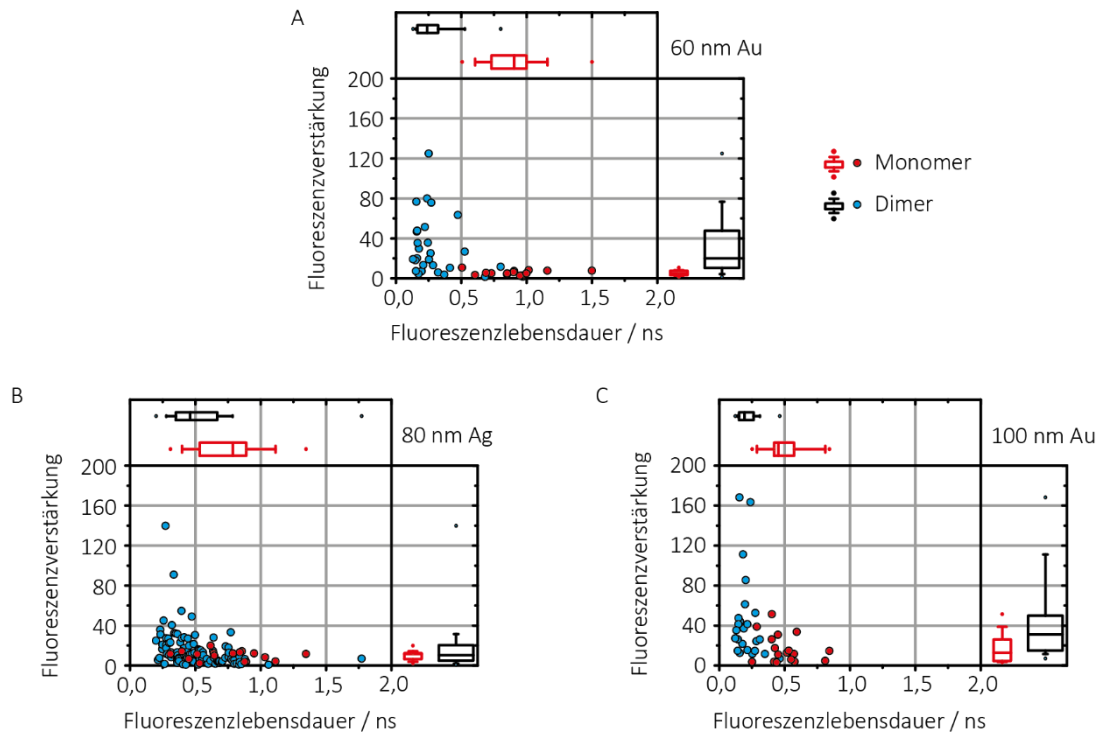 A
60 nm Au
Fluoreszenzverstärkung
200
160
120
80
40
0
0,0 0,5 1,0 1,5 2,0
Fluoreszenzlebensdauer / ns
Monomer
Dimer
B
80 nm Ag
Fluoreszenzverstärkung
200
160
120
80
40
0
0,0 0,5 1,0 1,5 2,0
Fluoreszenzlebensdauer / ns
C
100 nm Au
Fluoreszenzverstärkung
200
160
120
80
40
0
0,0 0,5 1,0 1,5 2,0
Fluoreszenzlebensdauer / ns